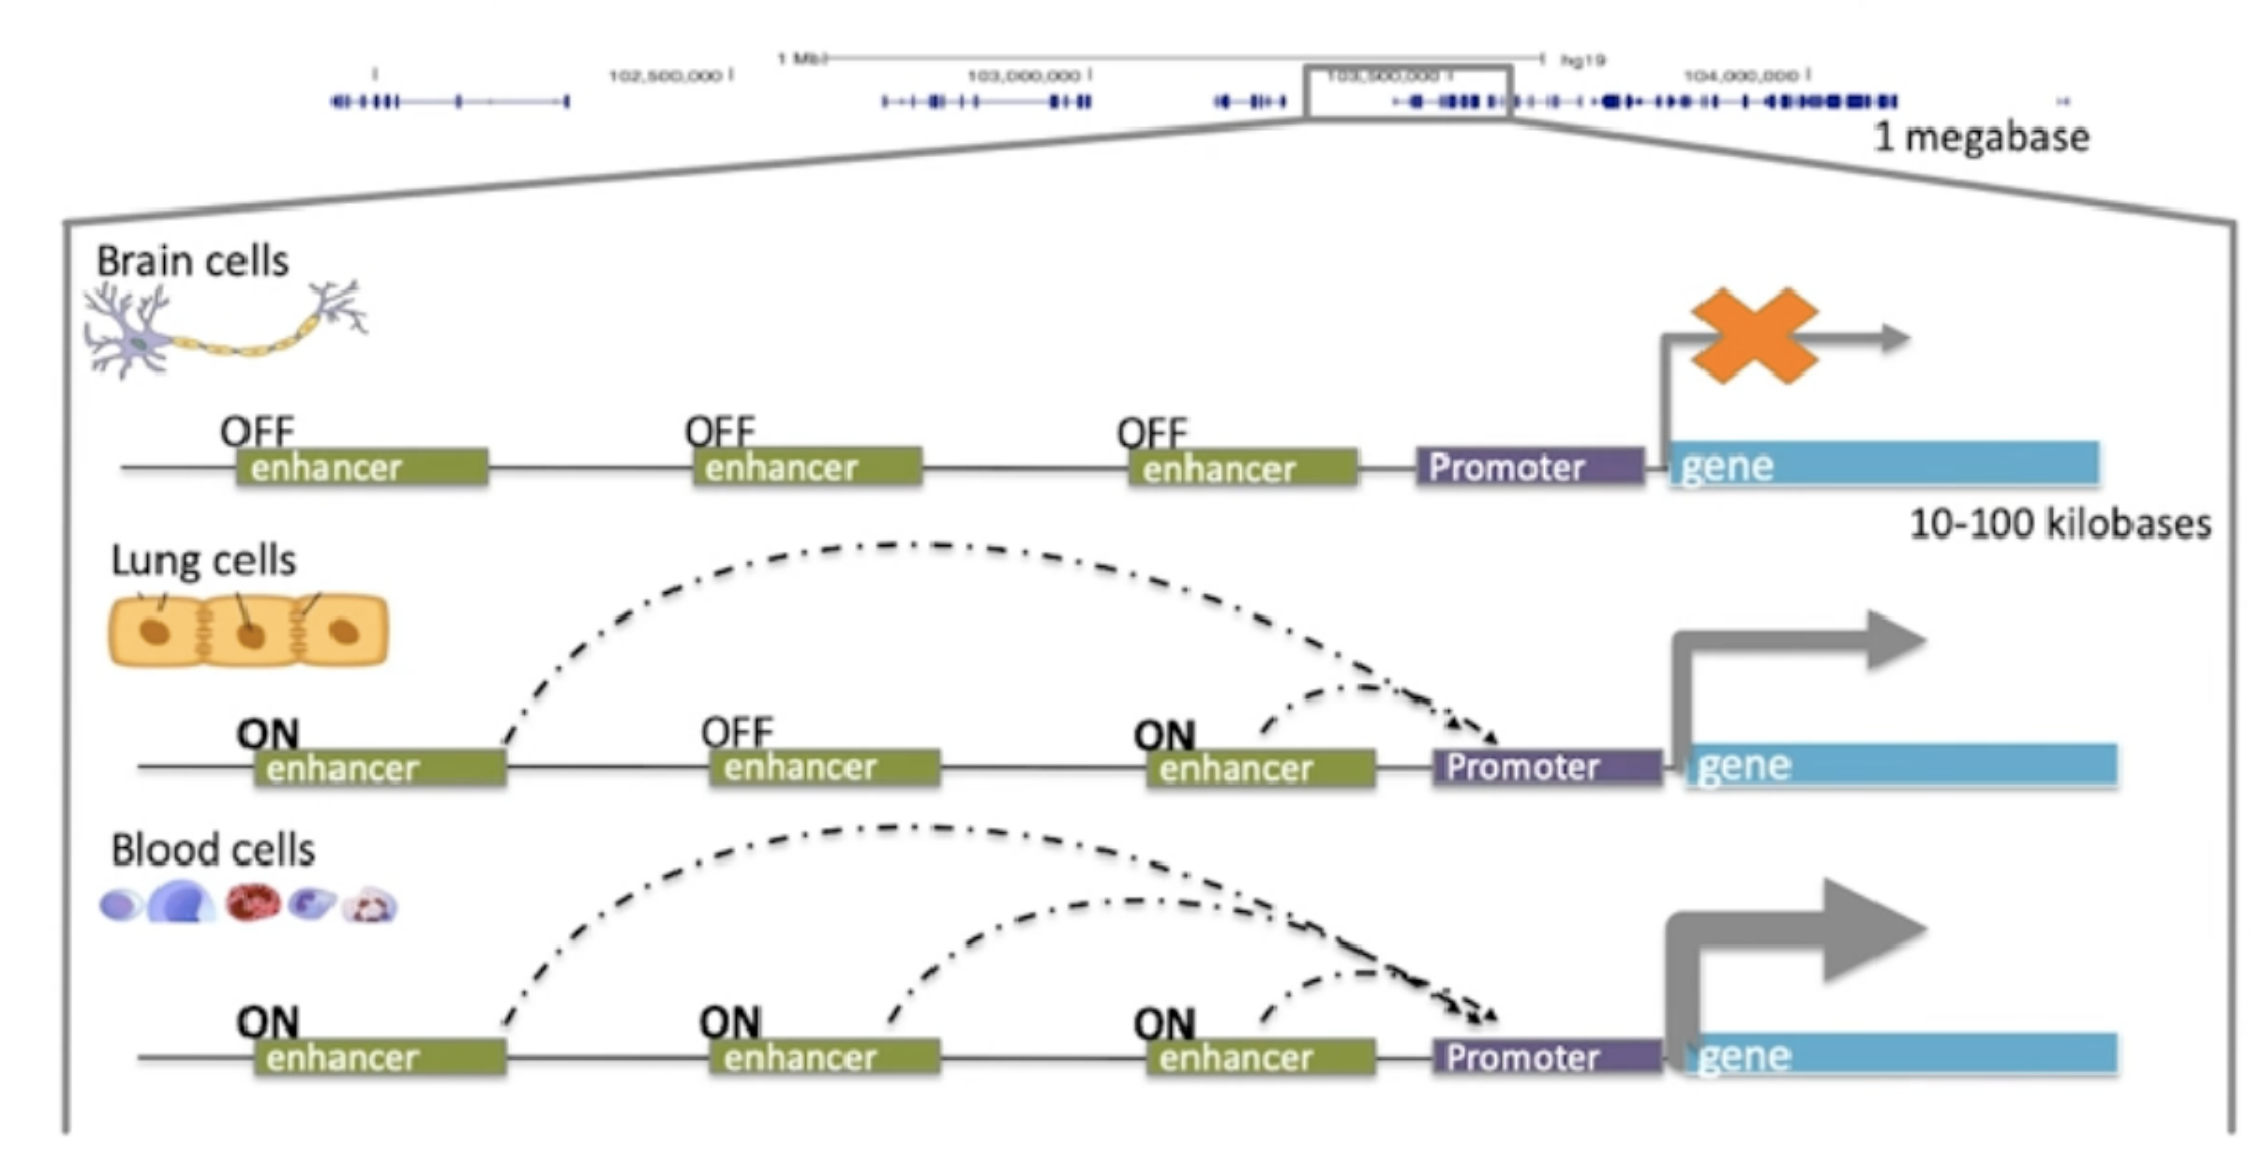 1 Mb hg19
102,500,000 103,000,000 103,500,000 104,000,000
1 megabase
Brain cells
OFF OFF OFF
enhancer enhancer enhancer Promoter gene
10-100 kilobases
Lung cells
ON OFF ON
enhancer enhancer enhancer Promoter gene
Blood cells
ON ON ON
enhancer enhancer enhancer Promoter gene